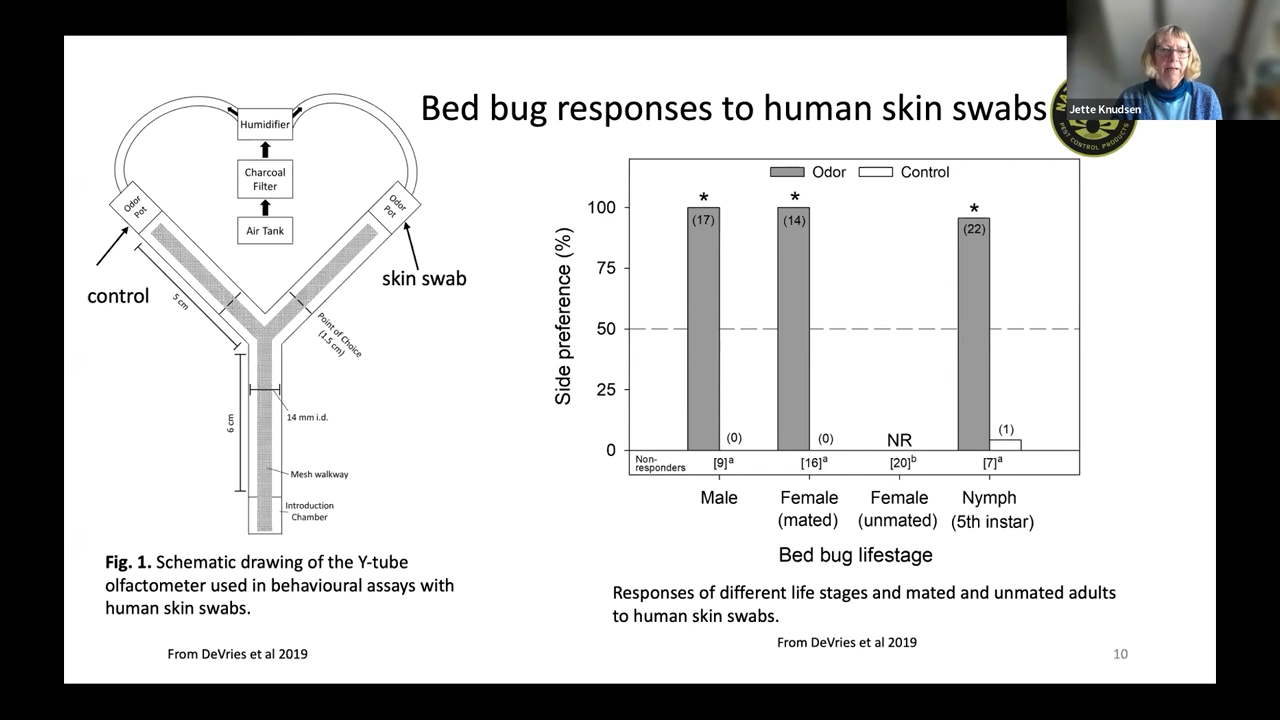 Bed bug responses to human skin swabs
Jette Knudsen
PEST CONTROL PRODUCTS
Humidifier
Charcoal
Filter
Air Tank
Odor
Pot
Odor
Pot
control
skin swab
5 cm
Point of Choice
(1.5 cm)
6 cm
14 mm i.d.
Mesh walkway
Introduction
Chamber
Fig. 1. Schematic drawing of the Y-tube
olfactometer used in behavioural assays with
human skin swabs.
From DeVries et al 2019
Odor
Control
Side preference (%)
100
75
50
25
0
*
(17)
(0)
*
(14)
(0)
NR
*
(22)
(1)
Non-
responders
[9]a
[16]a
[20]b
[7]a
Male
Female
(mated)
Female
(unmated)
Nymph
(5th instar)
Bed bug lifestage
Responses of different life stages and mated and unmated adults
to human skin swabs.
From DeVries et al 2019
10